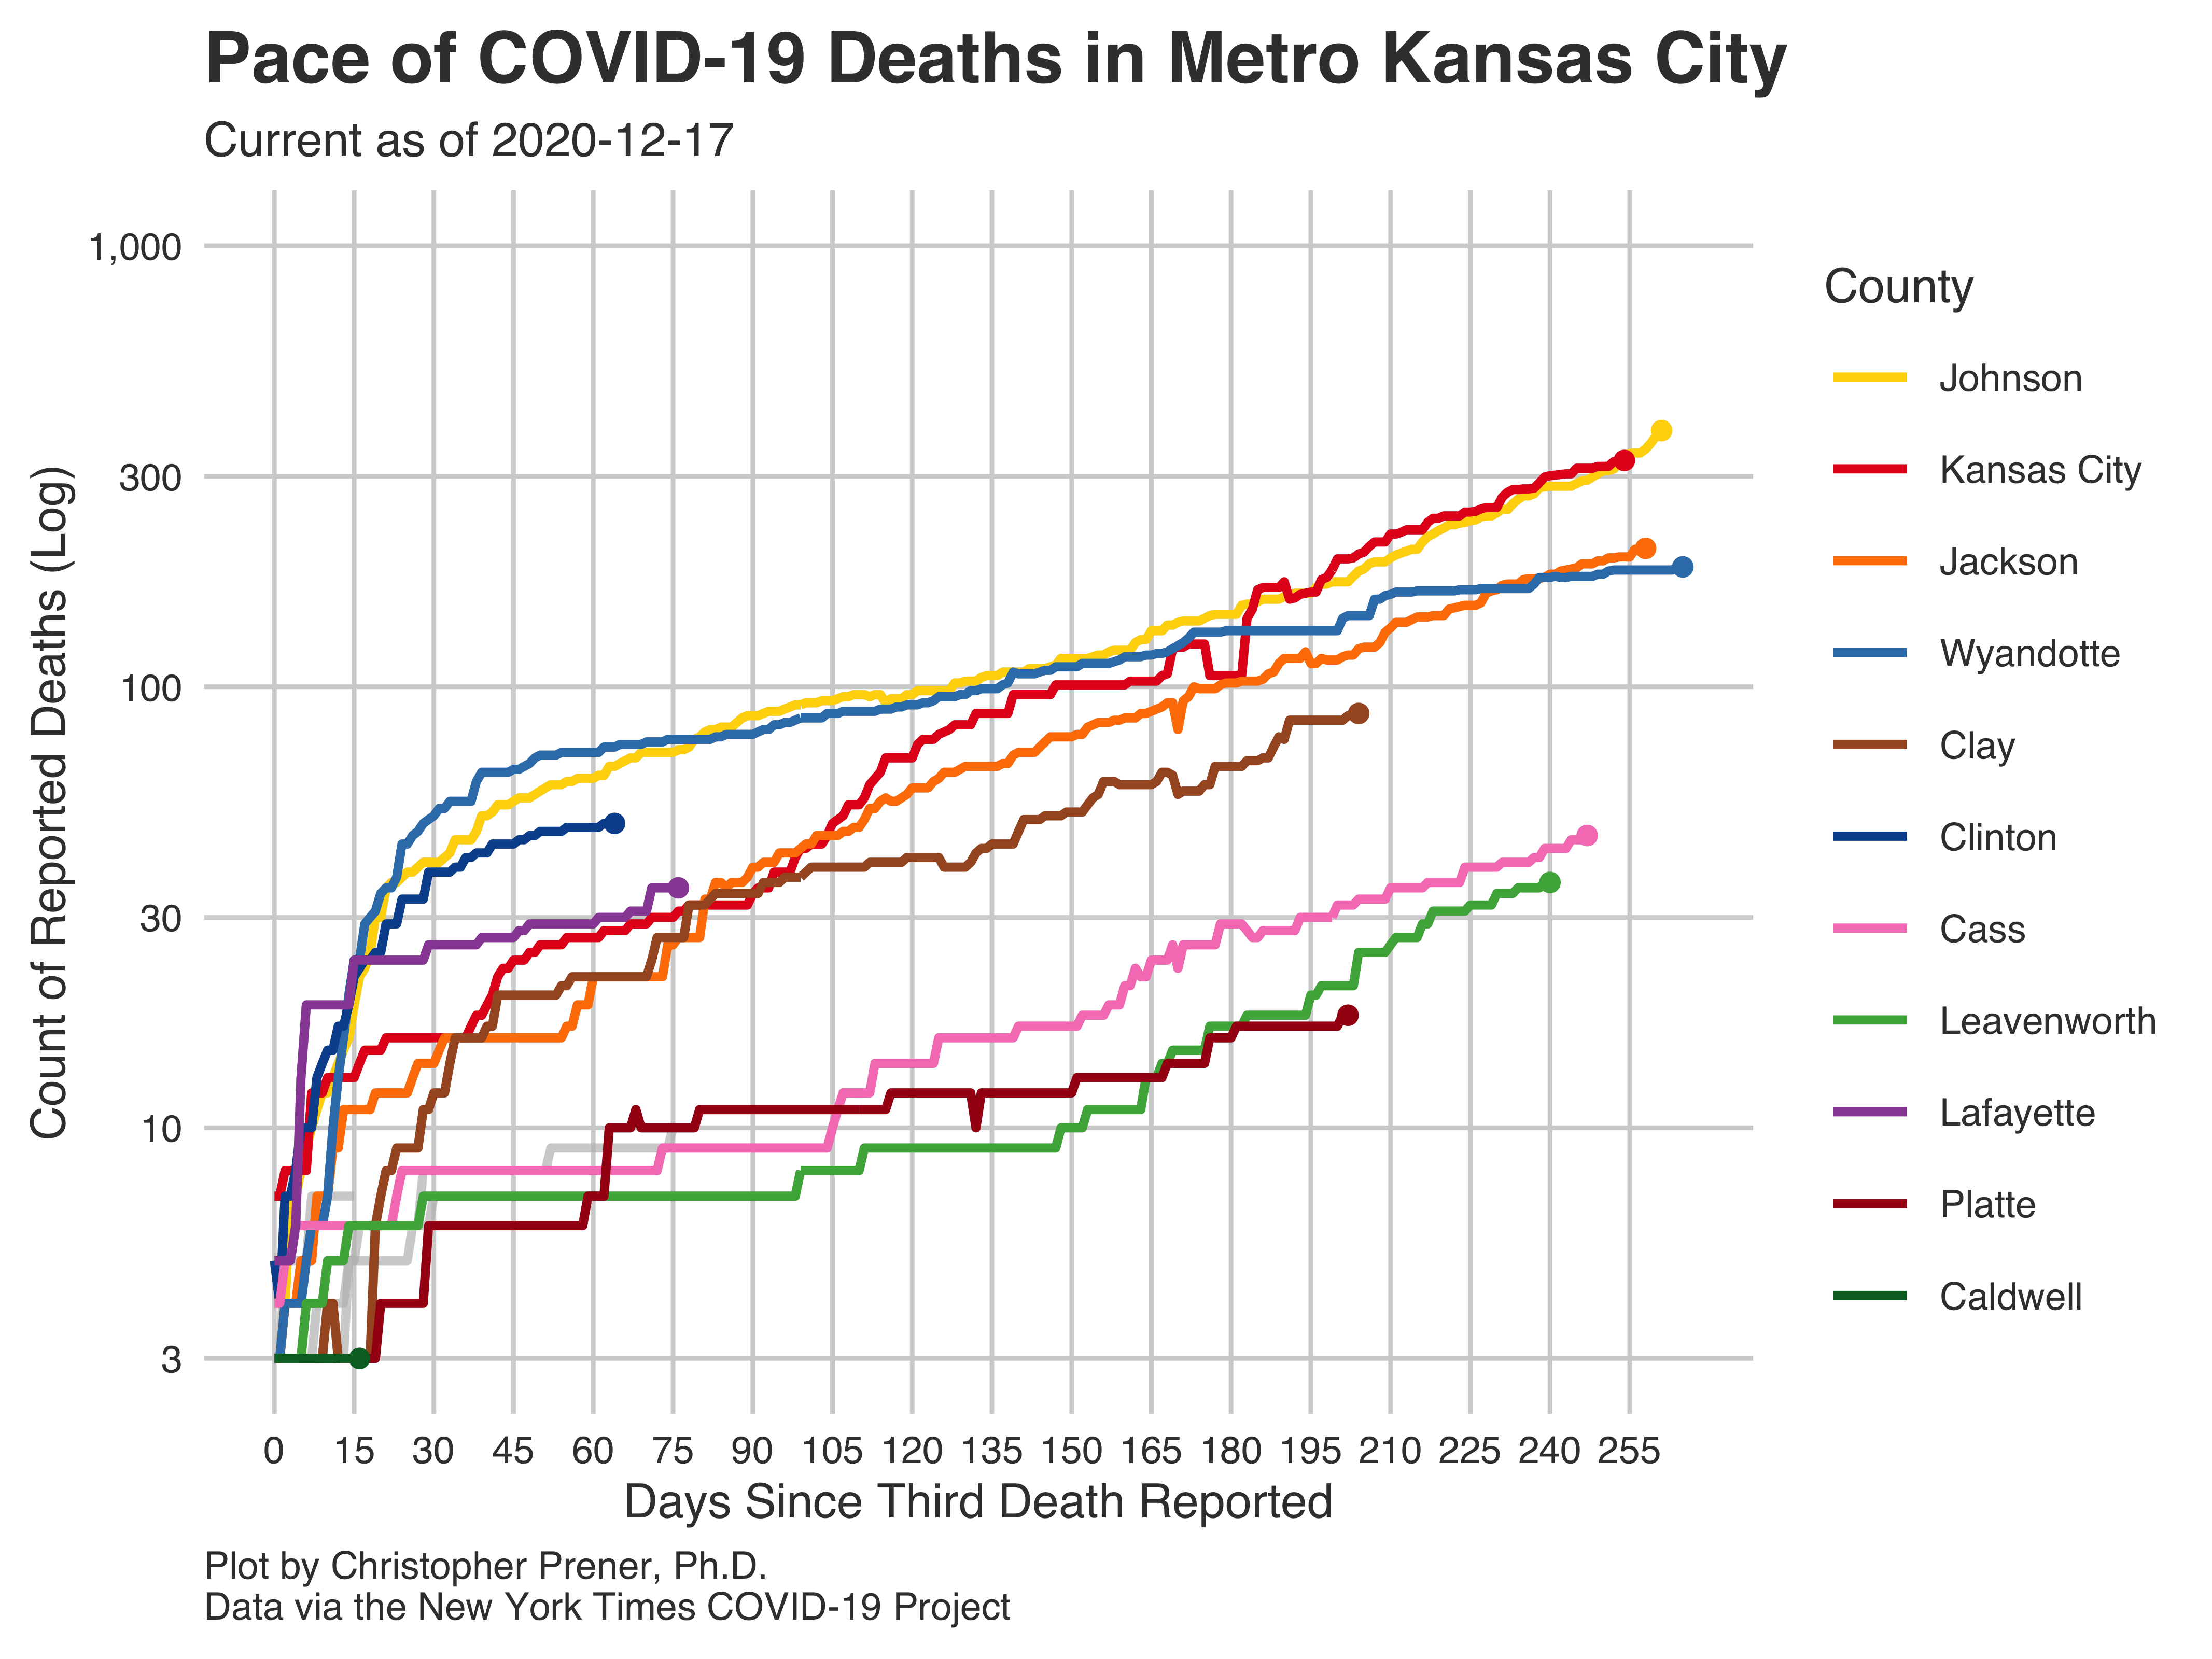 Pace of COVID-19 Deaths in Metro Kansas City
Current as of 2020-12-17
Count of Reported Deaths (Log)
1,000
300
100
30
10
3
0 15 30 45 60 75 90 105 120 135 150 165 180 195 210 225 240 255
Days Since Third Death Reported
County
Johnson
Kansas City
Jackson
Wyandotte
Clay
Clinton
Cass
Leavenworth
Lafayette
Platte
Caldwell
Plot by Christopher Prener, Ph.D.
Data via the New York Times COVID-19 Project